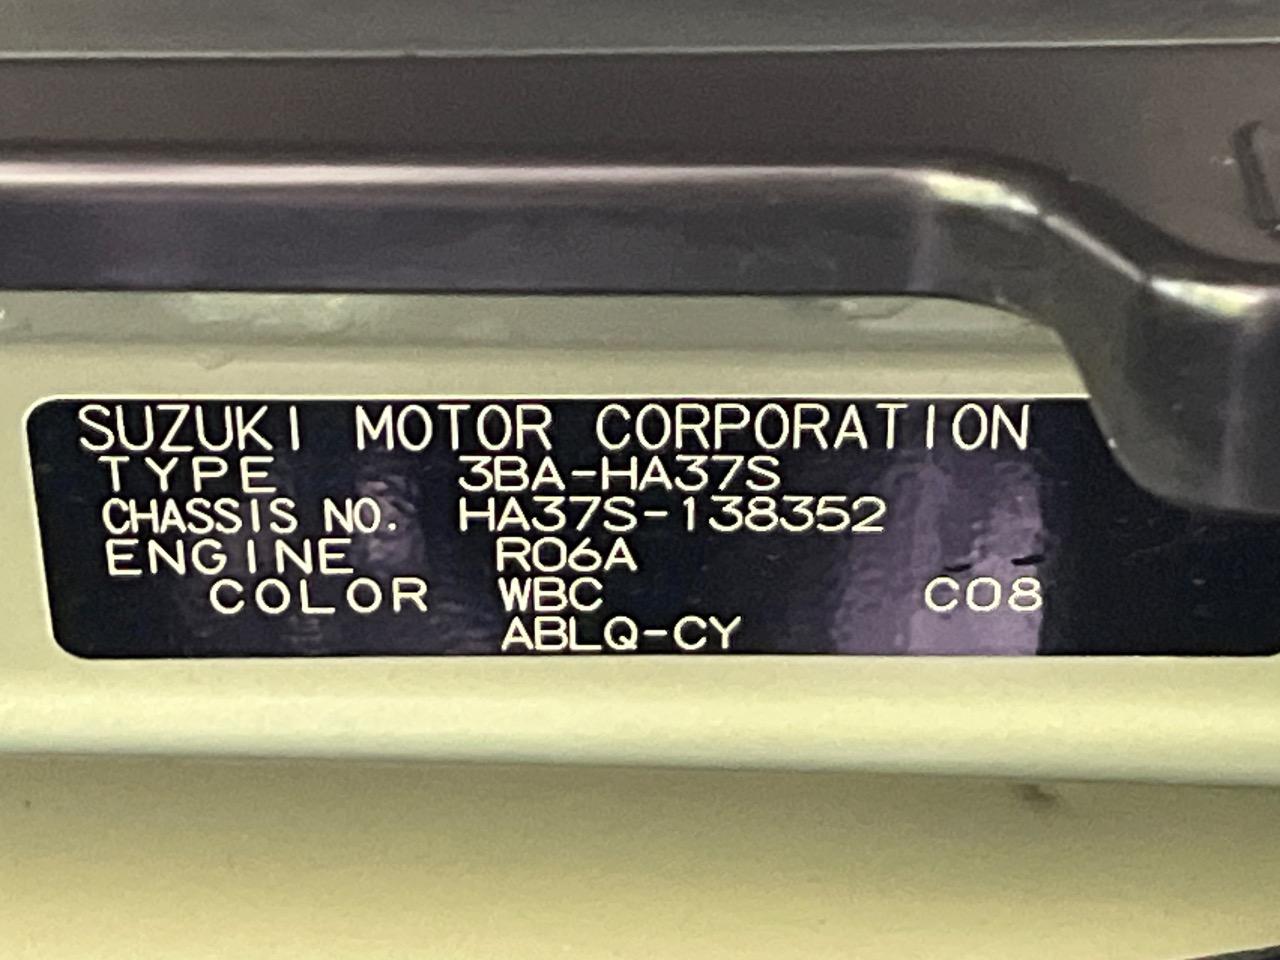 SUZUKI MOTOR CORPORATION
TYPE 3BA-HA37S
CHASSIS NO. HA37S-138352
ENGINE R06A
COLOR WBC C08
ABLQ-CY